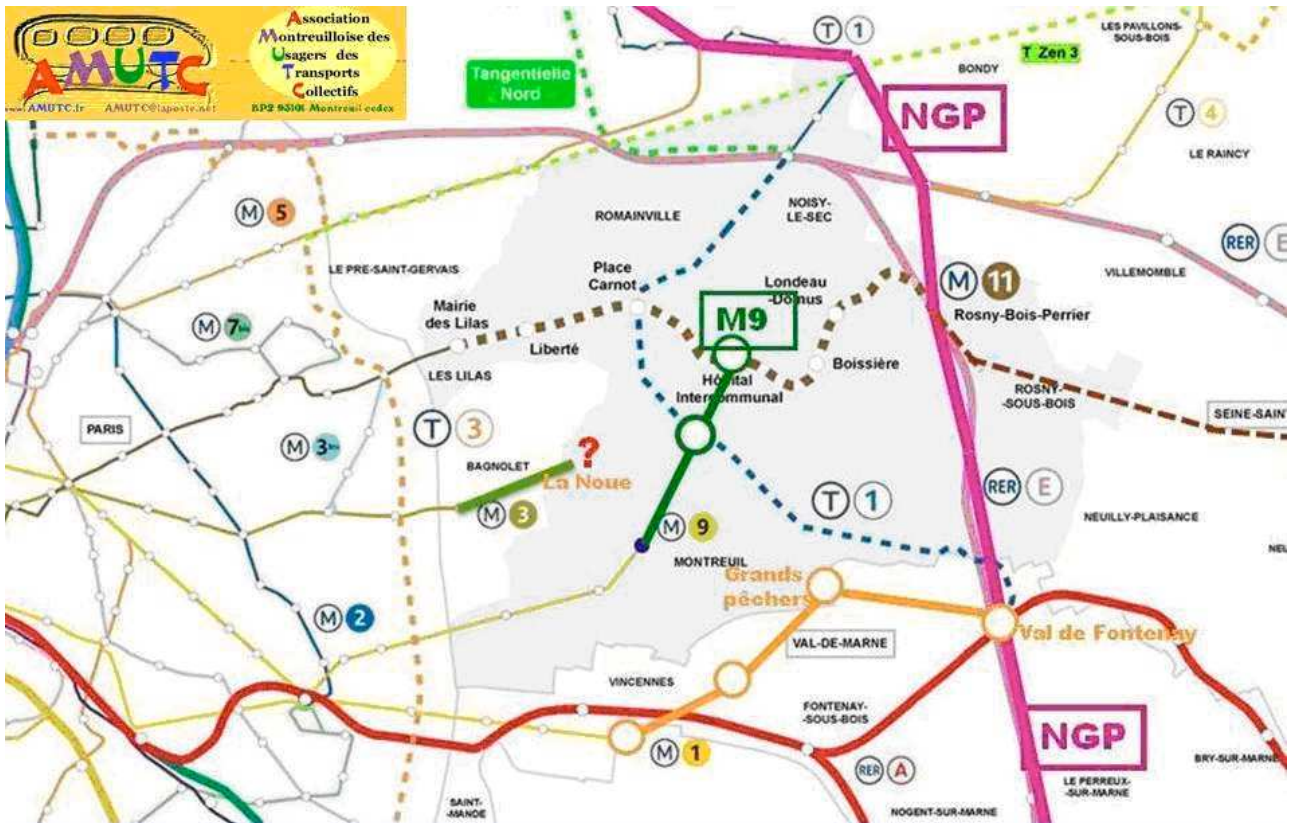 AMUTC
www.AMUTC.fr AMUTC@laposte.net
Association
Montreuilloise des
Usagers des
Transports
Collectifs
BP2 93101 Montreuil cedex
T 1
LES PAVILLONS-
SOUS-BOIS
T Zen 3
BONDY
Tangentielle
Nord
NGP
T 4
LE RAINCY
M 5
ROMAINVILLE
NOISY-
LE-SEC
RER E
LE PRE-SAINT-GERVAIS
VILLEMOMBLE
Place
Carnot
Londeau
-Domus
M 11
Mairie
des Lilas
M9
Rosny-Bois-Perrier
M 7bis
Liberté
Boissière
LES LILAS
Hôpital
Intercommunal
ROSNY-
-SOUS-BOIS
SEINE-SAINT
PARIS
T 3
M 3bis
BAGNOLET
?
La Noue
RER E
M 3
T 1
NEUILLY-PLAISANCE
M 9
MONTREUIL
NEU
Grands
pêchers
M 2
Val de Fontenay
VAL-DE-MARNE
VINCENNES
FONTENAY
-SOUS-BOIS
NGP
M 1
RER A
BRY-SUR-MARNE
LE PERREUX-
-SUR-MARNE
SAINT-
-MANDE
NOGENT-SUR-MARNE